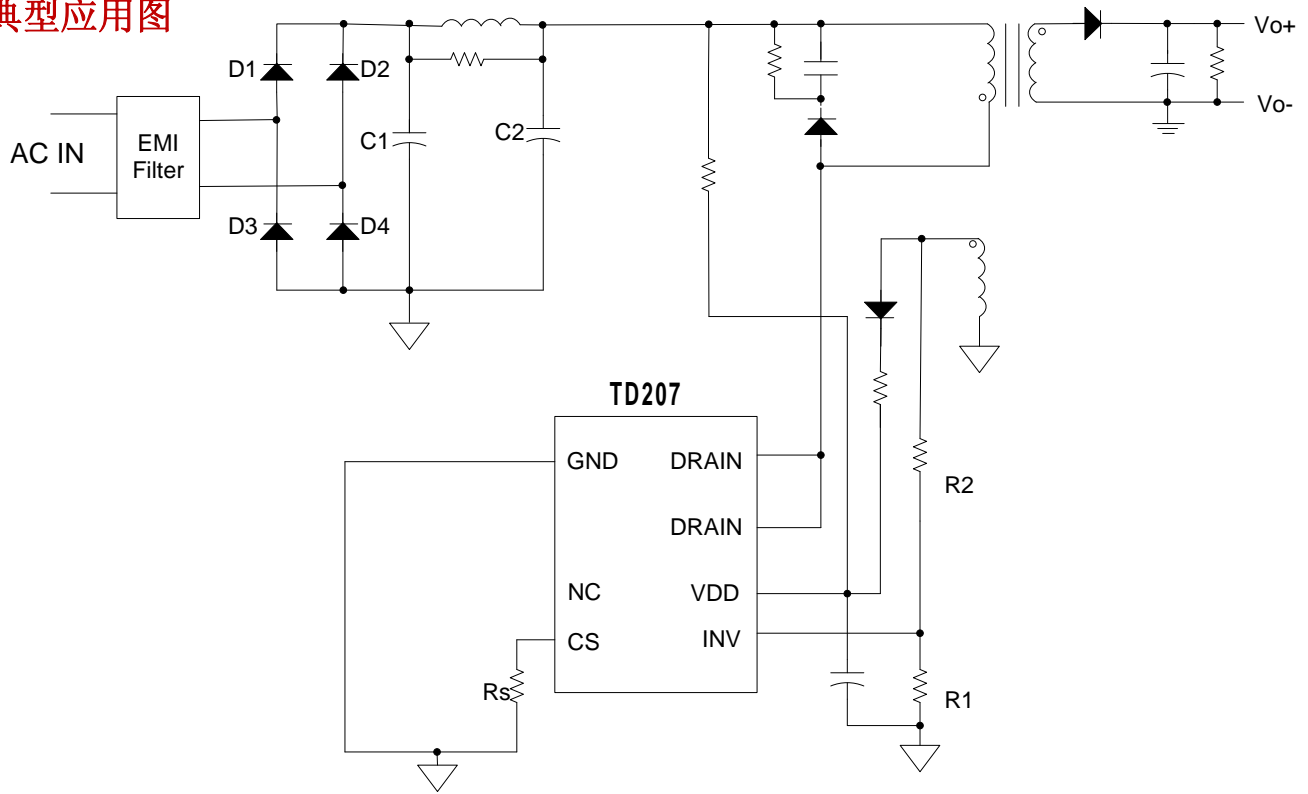 典型应用图
Vo+
D1
D2
Vo-
C1
C2
AC IN
EMI
Filter
D3
D4
TD207
GND
DRAIN
R2
DRAIN
NC
VDD
CS
INV
Rs
R1